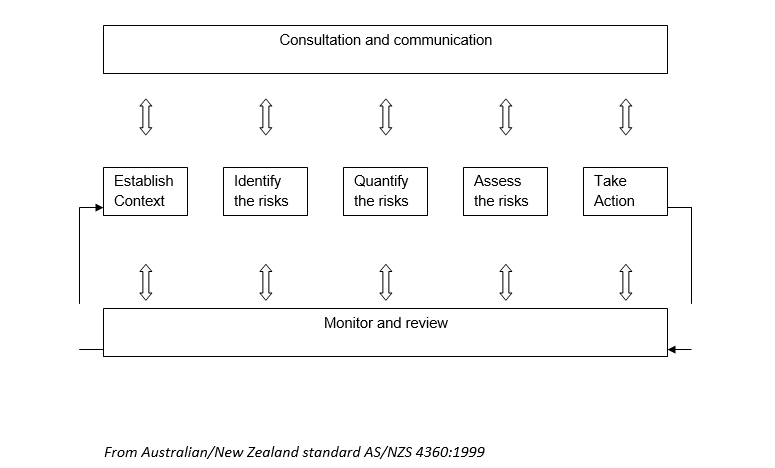 Consultation and communication
Establish
Context
Identify
the risks
Quantify
the risks
Assess
the risks
Take
Action
Monitor and review
From Australian/New Zealand standard AS/NZS 4360:1999